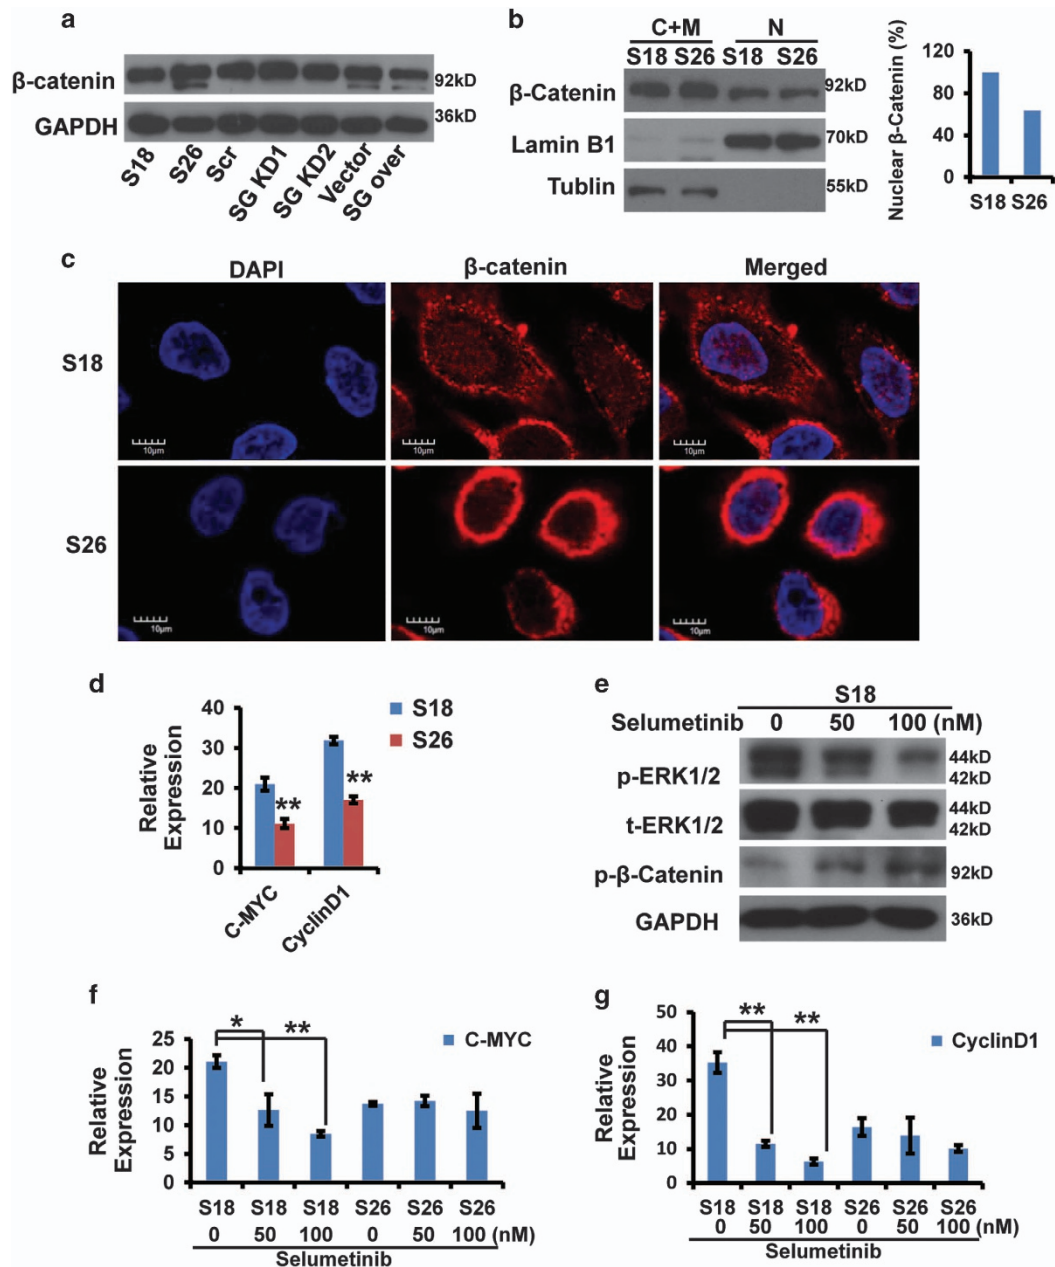 a
β-catenin
92kD
GAPDH
36kD
S18
S26
Scr
SG KD1
SG KD2
Vector
SG over
b
C+M N
S18 S26 S18 S26
β-Catenin
92kD
Lamin B1
70kD
Tublin
55kD
Nuclear β-Catenin (%)
120
80
40
0
S18 S26
c
DAPI β-catenin Merged
S18
10μm
10μm
10μm
S26
10μm
10μm
10μm
d
Relative
Expression
40
30
20
10
0
S18
S26
**
**
C-MYC
CyclinD1
e
S18
Selumetinib 0 50 100 (nM)
p-ERK1/2
44kD
42kD
t-ERK1/2
44kD
42kD
p-β-Catenin
92kD
GAPDH
36kD
f
Relative
Expression
25
20
15
10
5
0
*
**
C-MYC
S18 S18 S18 S26 S26 S26
0 50 100 0 50 100 (nM)
Selumetinib
g
Relative
Expression
50
40
30
20
10
0
**
**
CyclinD1
S18 S18 S18 S26 S26 S26
0 50 100 0 50 100 (nM)
Selumetinib